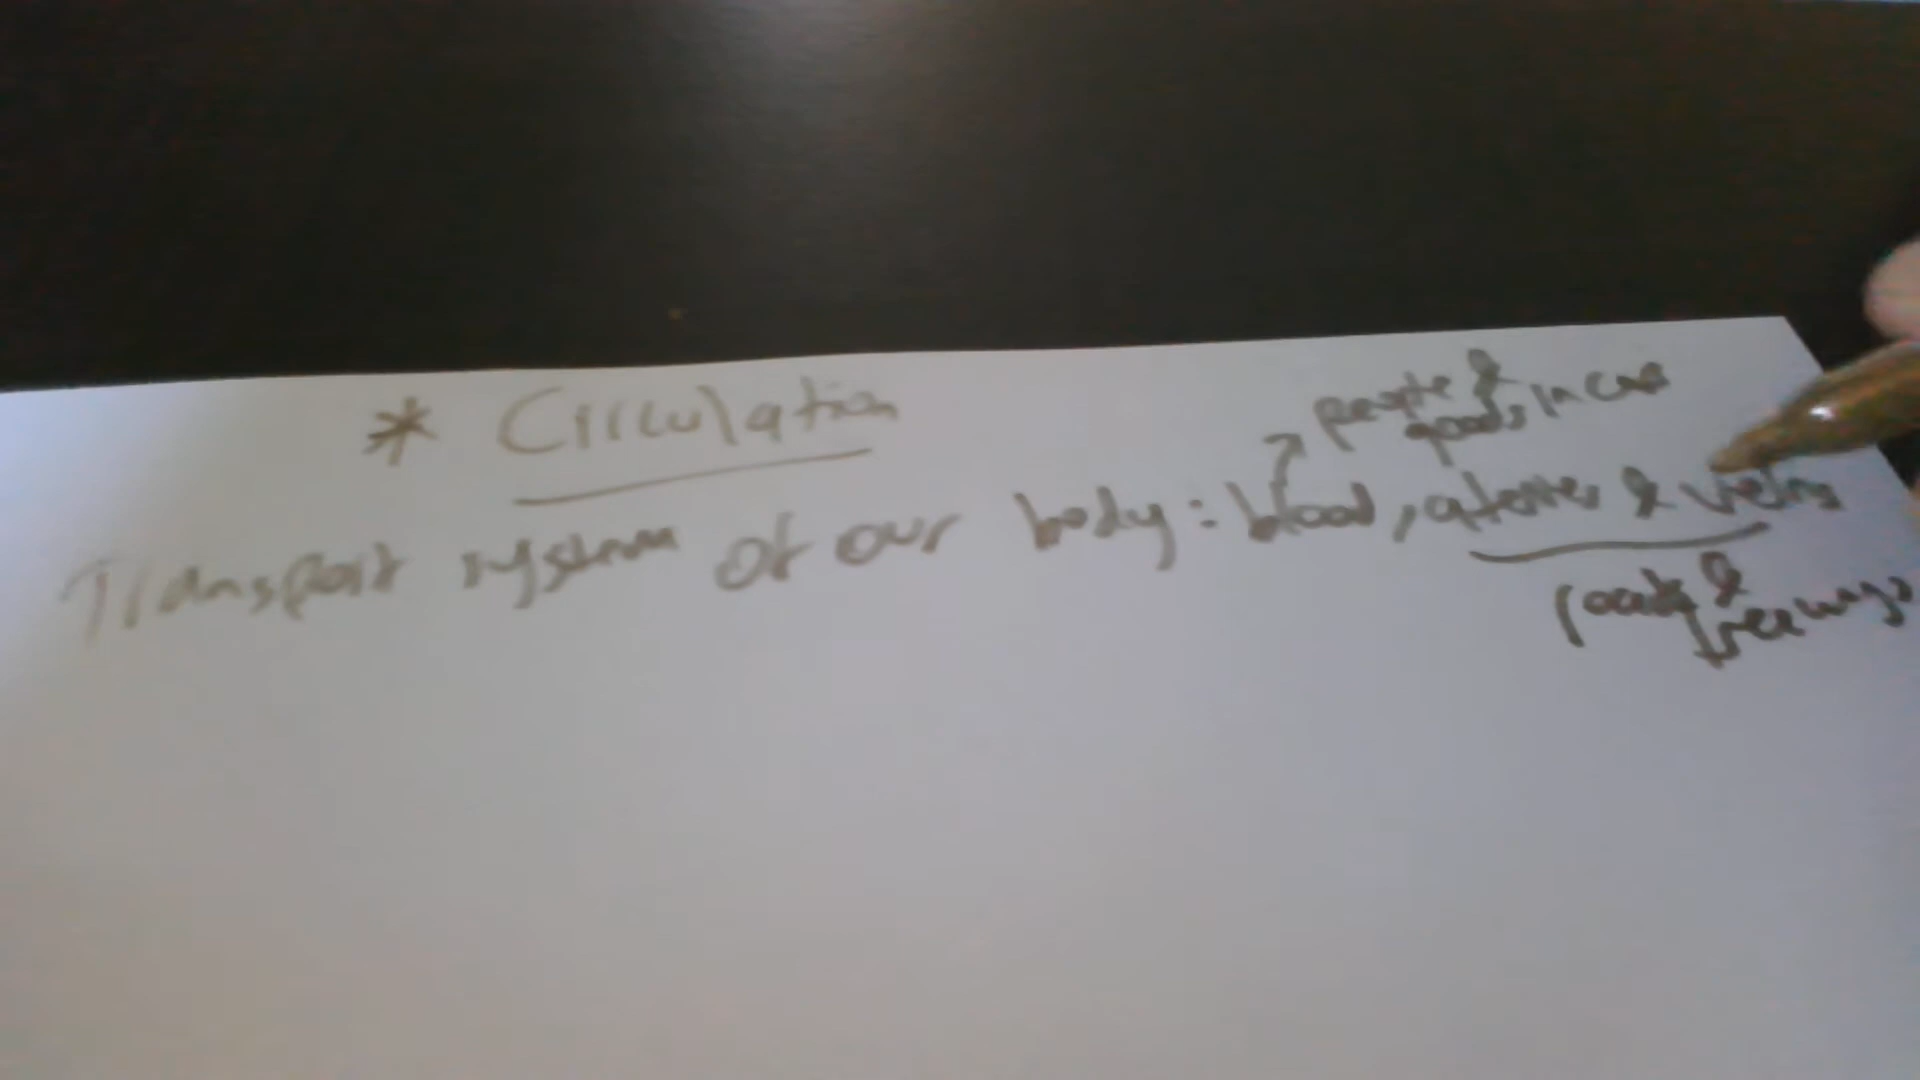 * Circulation
people &
goods in cars
Transport system of our body: blood, arteries & veins
roads &
freeways